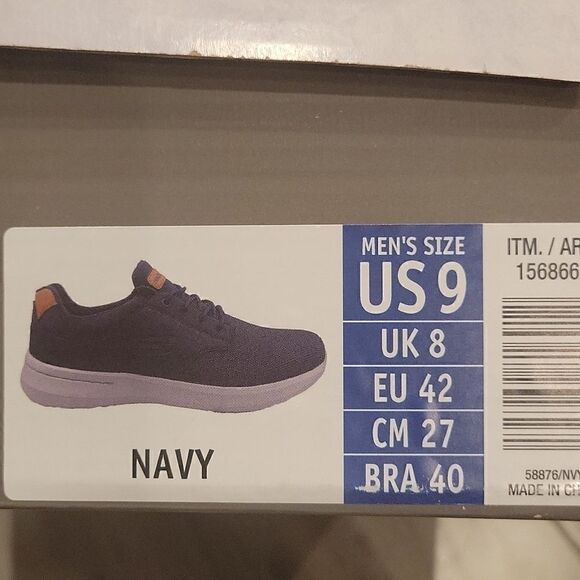 MEN'S SIZE
US 9
UK 8
EU 42
CM 27
BRA 40
NAVY
ITM. / AR
156866
58876/NVY
MADE IN CH